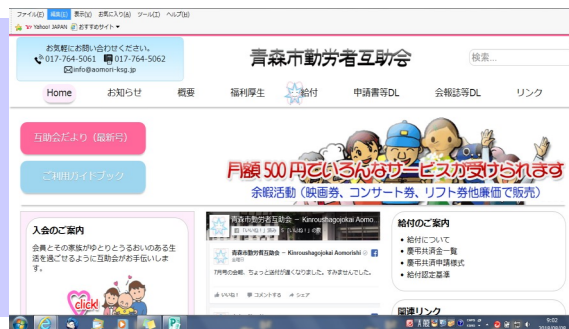 ファイル(F) 編集(E) 表示(V) お気に入り(A) ツール(T) ヘルプ(H)
Yahoo! JAPAN おすすめサイト
お気軽にお問い合わせください。
017-764-5061 017-764-5062
info@aomori-ksg.jp
青森市勤労者互助会
検索...
Home お知らせ 概要 福利厚生 給付 申請書等DL 会報誌等DL リンク
互助会だより（最新号）
ご利用ガイドブック
月額500円でいろんなサービスが受けられます
余暇活動（映画券、コンサート券、リフト券他廉価で販売）
入会のご案内
会員とその家族がゆとりとうるおいのある生
活を過ごせるように互助会がお手伝いしま
す。
click!
青森市勤労者互助会 － Kinroushagojokai Aomo...
「いいね！」済み
青森市勤労者互助会 － Kinroushagojokai Aomorishi
7月号の会報、ちょっと送付が遅くなりました。すみませんでした。
いいね！ コメントする シェア
給付のご案内
給付について
慶弔共済金一覧
慶弔共済申請様式
給付認定基準
関連リンク
9:02